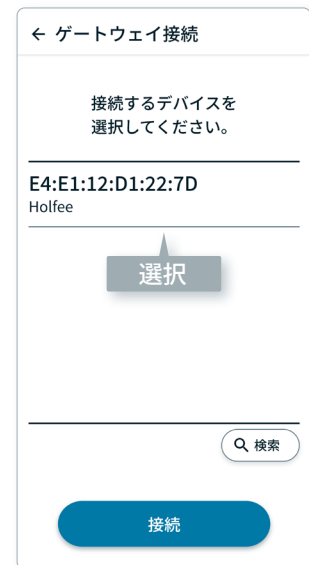 ← ゲートウェイ接続
接続するデバイスを
選択してください。
E4:E1:12:D1:22:7D
Holfee
選択
検索
接続